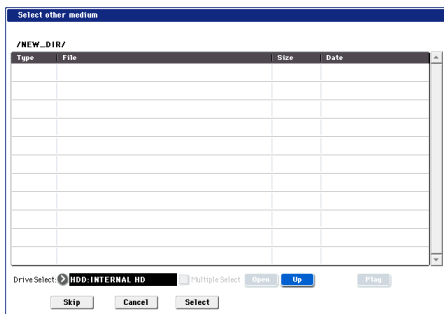 Select other medium
/NEW_DIR/
Type File Size Date
Drive Select: HDD:INTERNAL HD Multiple Select Open Up Play
Skip Cancel Select